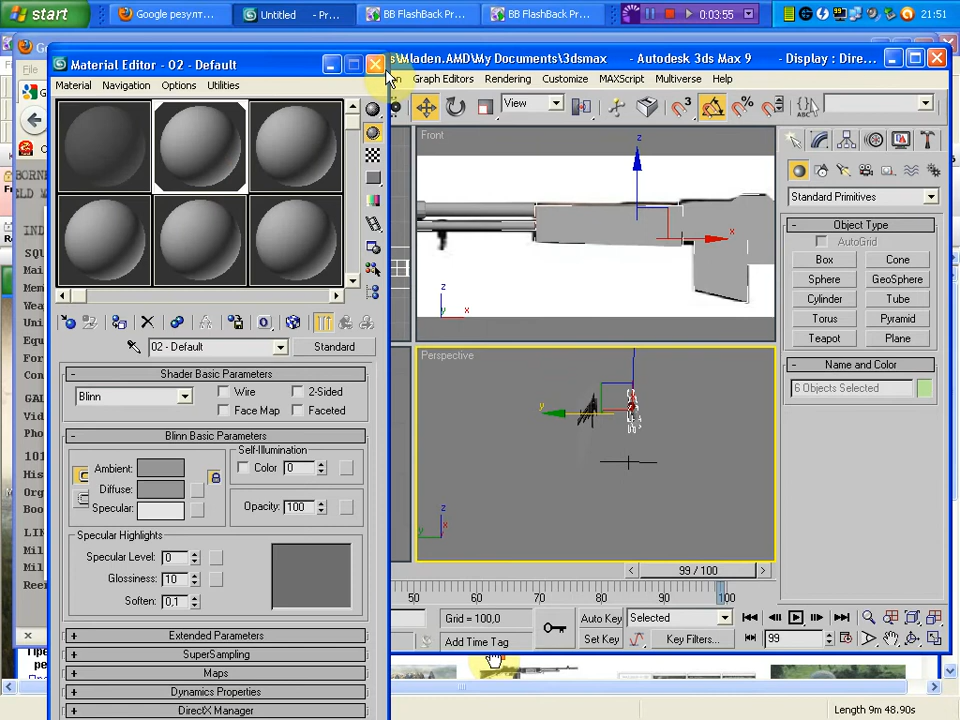 start
Google резулт...
Untitled - Pr...
BB FlashBack Pr...
BB FlashBack Pr...
00:03:55
21:51
Material Editor - 02 - Default
s\Mladen.AMD\My Documents\3dsmax - Autodesk 3ds Max 9 - Display : Dire...
Material Navigation Options Utilities
Graph Editors Rendering Customize MAXScript Multiverse Help
View
Front
z
x
z
y x
Standard Primitives
Object Type
AutoGrid
Box Cone
Sphere GeoSphere
Cylinder Tube
Torus Pyramid
Teapot Plane
Name and Color
6 Objects Selected
Perspective
y
z
x
y
02 - Default Standard
Shader Basic Parameters
Blinn Wire 2-Sided
Face Map Faceted
Blinn Basic Parameters
Ambient:
Diffuse:
Specular:
Self-Illumination
Color 0
Opacity: 100
Specular Highlights
Specular Level: 0
Glossiness: 10
Soften: 0,1
Extended Parameters
SuperSampling
Maps
Dynamics Properties
DirectX Manager
99 / 100
50 60 70 80 90 100
Grid = 100,0
Add Time Tag
Auto Key Selected
Set Key Key Filters...
99
Length 9m 48.90s